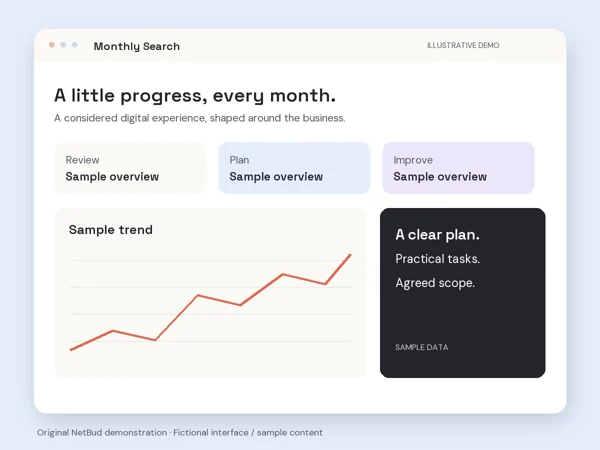 Monthly Search
ILLUSTRATIVE DEMO
A little progress, every month.
A considered digital experience, shaped around the business.
Review
Sample overview
Plan
Sample overview
Improve
Sample overview
Sample trend
A clear plan.
Practical tasks.
Agreed scope.
SAMPLE DATA
Original NetBud demonstration · Fictional interface / sample content